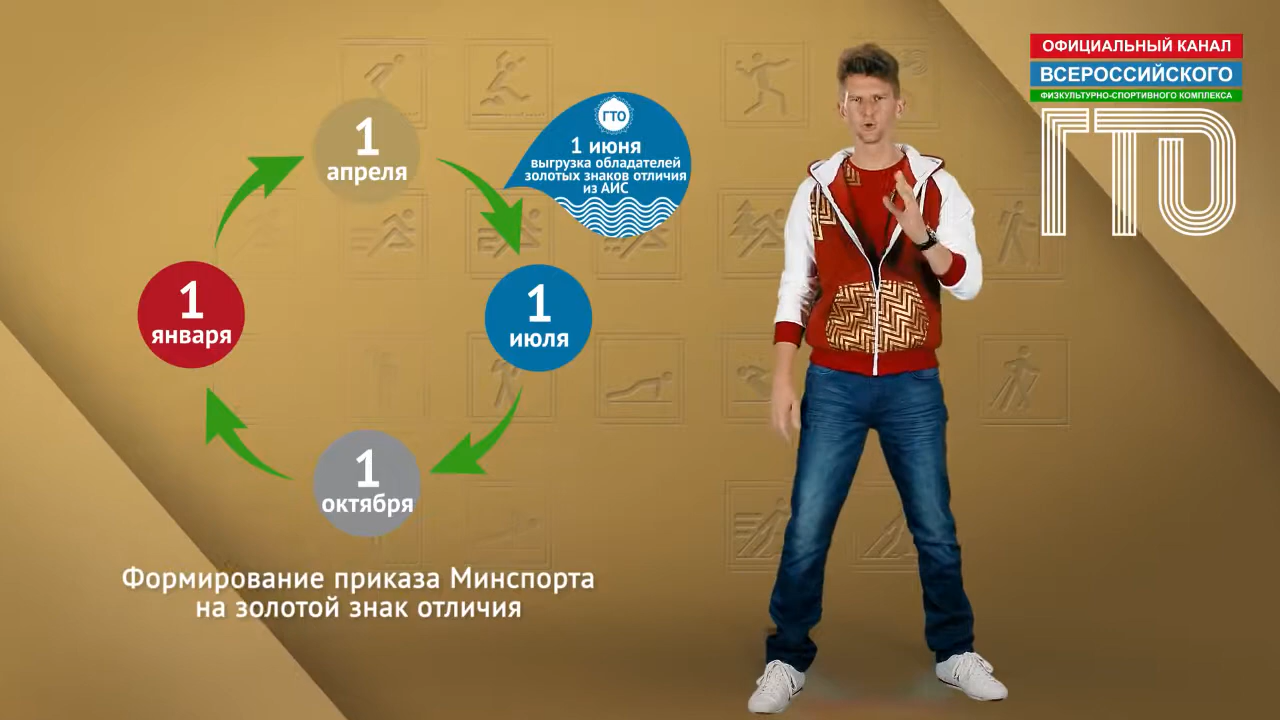 ОФИЦИАЛЬНЫЙ КАНАЛ
ВСЕРОССИЙСКОГО
ФИЗКУЛЬТУРНО-СПОРТИВНОГО КОМПЛЕКСА
ГТО
1
апреля
ГТО
1 июня
выгрузка обладателей
золотых знаков отличия
из АИС
1
января
1
июля
1
октября
Формирование приказа Минспорта
на золотой знак отличия